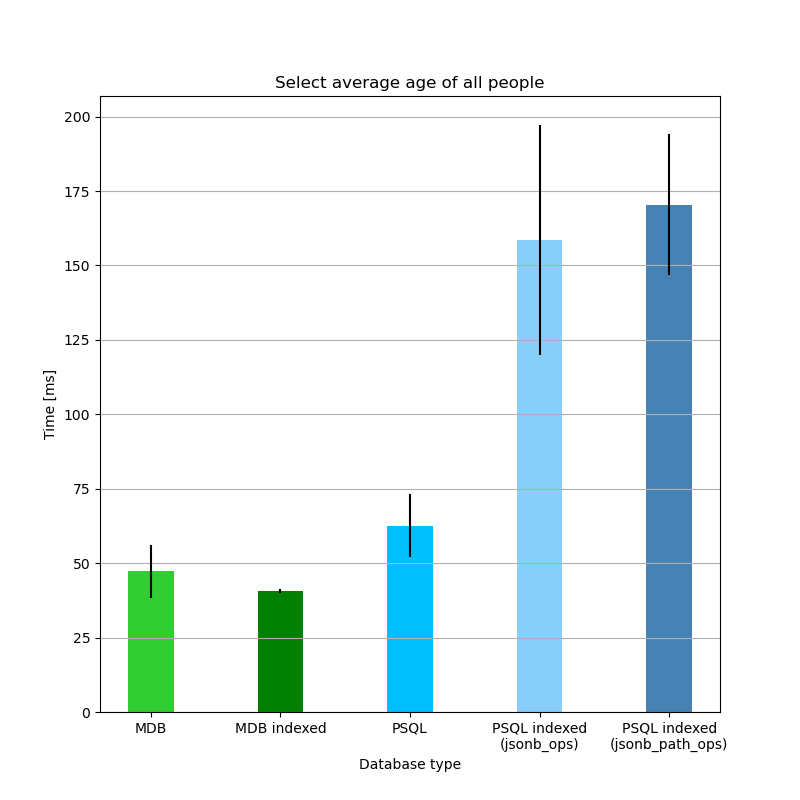 Select average age of all people
200
175
150
125
100
75
50
25
0
Time [ms]
MDB
MDB indexed
PSQL
PSQL indexed
(jsonb_ops)
PSQL indexed
(jsonb_path_ops)
Database type